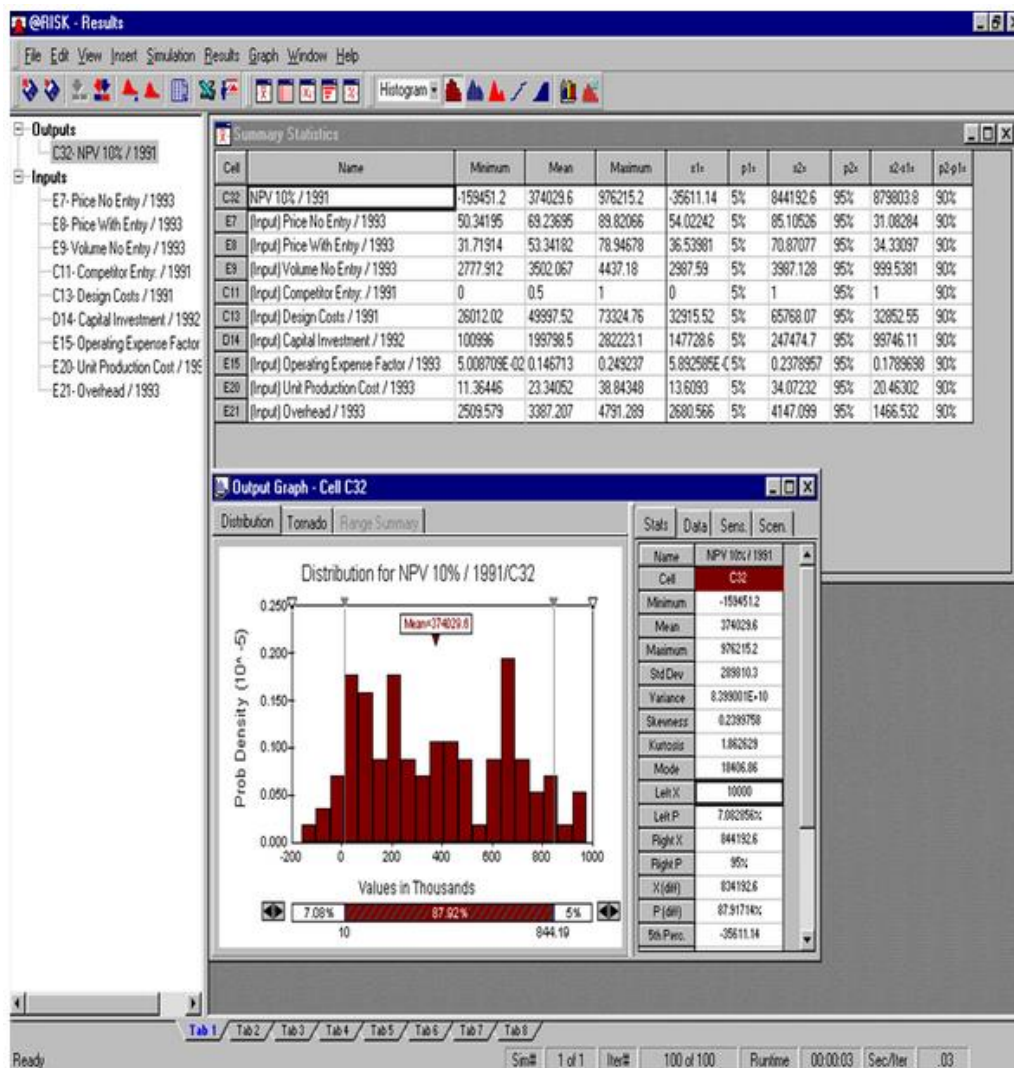 @RISK - Results
File Edit View Insert Simulation Results Graph Window Help
Histogram
Outputs
C32- NPV 10% / 1991
Inputs
E7- Price No Entry / 1993
E8- Price With Entry / 1993
E9- Volume No Entry / 1993
C11- Competitor Entry: / 1991
C13- Design Costs / 1991
D14- Capital Investment / 1992
E15- Operating Expense Factor
E20- Unit Production Cost / 199
E21- Overhead / 1993
Summary Statistics
Cell Name Minimum Mean Maximum x1= p1= x2= p2= x2-x1= p2-p1=
C32 NPV 10% / 1991 -159451.2 374029.6 976215.2 -35611.14 5% 844192.6 95% 879803.8 90%
E7 (Input) Price No Entry / 1993 50.34195 69.23695 89.82066 54.02242 5% 85.10526 95% 31.08284 90%
E8 (Input) Price With Entry / 1993 31.71914 53.34182 78.94678 36.53981 5% 70.87077 95% 34.33097 90%
E9 (Input) Volume No Entry / 1993 2777.912 3502.067 4437.18 2987.59 5% 3987.128 95% 999.5381 90%
C11 (Input) Competitor Entry: / 1991 0 0.5 1 0 5% 1 95% 1 90%
C13 (Input) Design Costs / 1991 26012.02 49997.52 73324.76 32915.52 5% 65768.07 95% 32852.55 90%
D14 (Input) Capital Investment / 1992 100996 199798.5 282223.1 147728.6 5% 247474.7 95% 99746.11 90%
E15 (Input) Operating Expense Factor / 1993 5.008709E-02 0.146713 0.249237 5.892585E-0 5% 0.2378957 95% 0.1789698 90%
E20 (Input) Unit Production Cost / 1993 11.36446 23.34052 38.84348 13.6093 5% 34.07232 95% 20.46302 90%
E21 (Input) Overhead / 1993 2509.579 3387.207 4791.289 2680.566 5% 4147.099 95% 1466.532 90%
Output Graph - Cell C32
Distribution Tornado Range Summary
Stats Data Sens. Scen.
Distribution for NPV 10% / 1991/C32
Mean=374029.6
Prob Density (10^ -5)
0.250
0.200
0.150
0.100
0.050
0.000
-200 0 200 400 600 800 1000
Values in Thousands
7.08% 87.92% 5%
10 844.19
Name NPV 10% / 1991
Cell C32
Minimum -159451.2
Mean 374029.6
Maximum 976215.2
Std Dev 289810.3
Variance 8.399001E+10
Skewness 0.2399758
Kurtosis 1.862629
Mode 18406.86
Left X 10000
Left P 7.082856%
Right X 844192.6
Right P 95%
X (diff) 834192.6
P (diff) 87.91714%
5th Perc. -35611.14
Tab 1 Tab 2 Tab 3 Tab 4 Tab 5 Tab 6 Tab 7 Tab 8
Ready Sim# 1 of 1 Iter# 100 of 100 Runtime 00:00:03 Sec/Iter .03